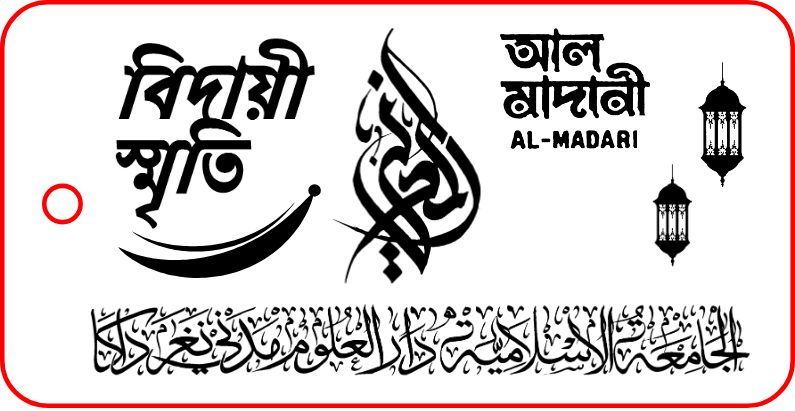 বিদায়ী
স্মৃতি
আল
মাদানী
AL-MADARI
الجامعة الاسلامية دار العلوم مدني نغر داكا